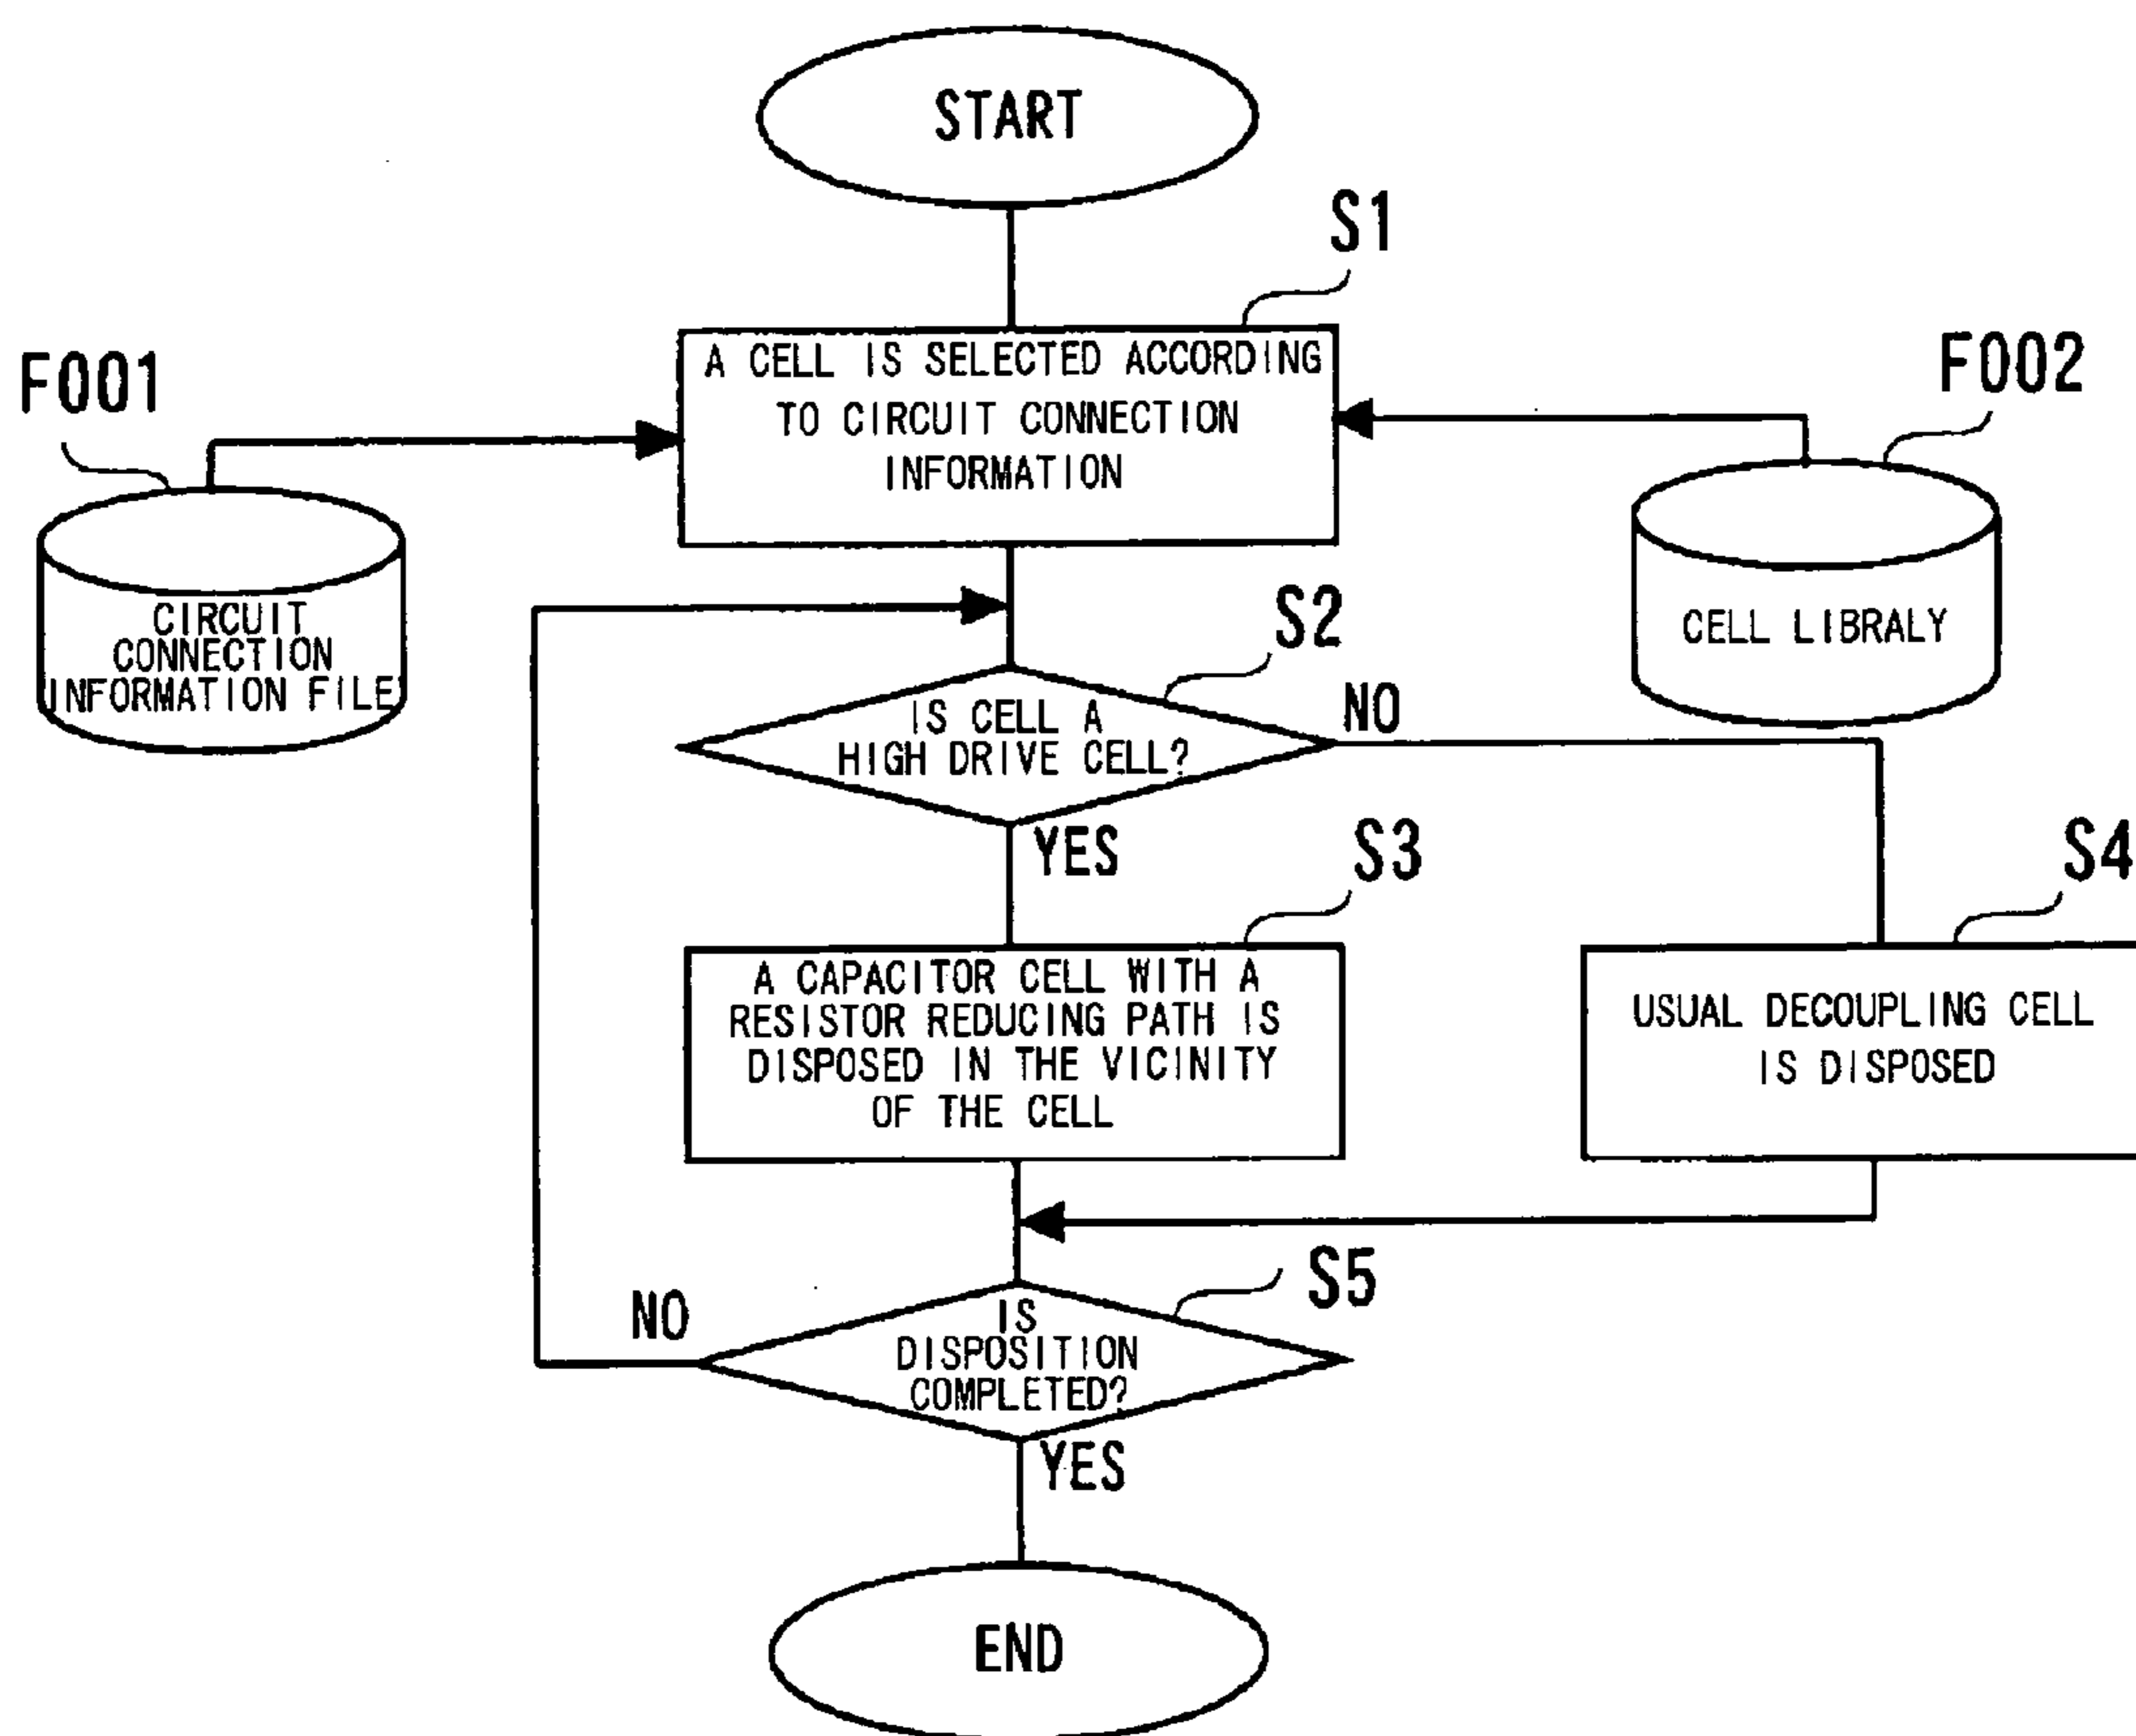 START
S1
A CELL IS SELECTED ACCORDING
TO CIRCUIT CONNECTION
INFORMATION
F001
F002
CIRCUIT
CONNECTION
INFORMATION FILE
CELL LIBRALY
S2
IS CELL A
HIGH DRIVE CELL?
NO
YES
S3
S4
A CAPACITOR CELL WITH A
RESISTOR REDUCING PATH IS
DISPOSED IN THE VICINITY
OF THE CELL
USUAL DECOUPLING CELL
IS DISPOSED
S5
NO
IS
DISPOSITION
COMPLETED?
YES
END